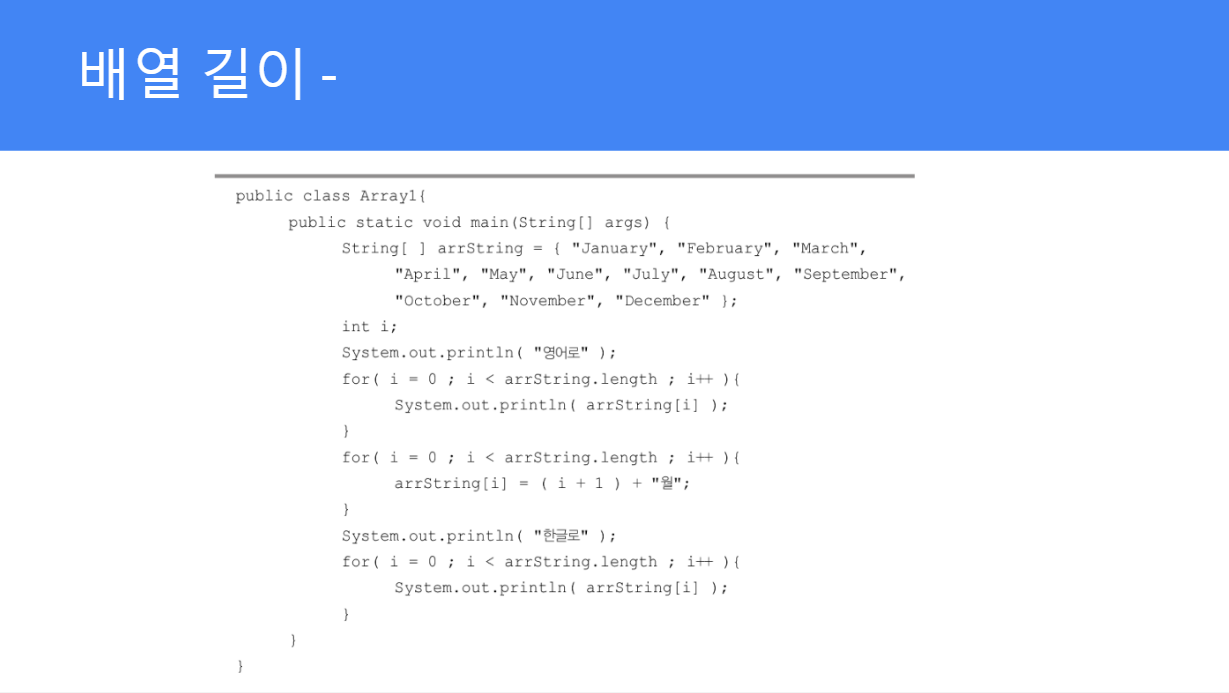 배열 길이 -
public class Array1{
public static void main(String[] args) {
String[ ] arrString = { "January", "February", "March",
"April", "May", "June", "July", "August", "September",
"October", "November", "December" };
int i;
System.out.println( "영어로" );
for( i = 0 ; i < arrString.length ; i++ ){
System.out.println( arrString[i] );
}
for( i = 0 ; i < arrString.length ; i++ ){
arrString[i] = ( i + 1 ) + "월";
}
System.out.println( "한글로" );
for( i = 0 ; i < arrString.length ; i++ ){
System.out.println( arrString[i] );
}
}
}